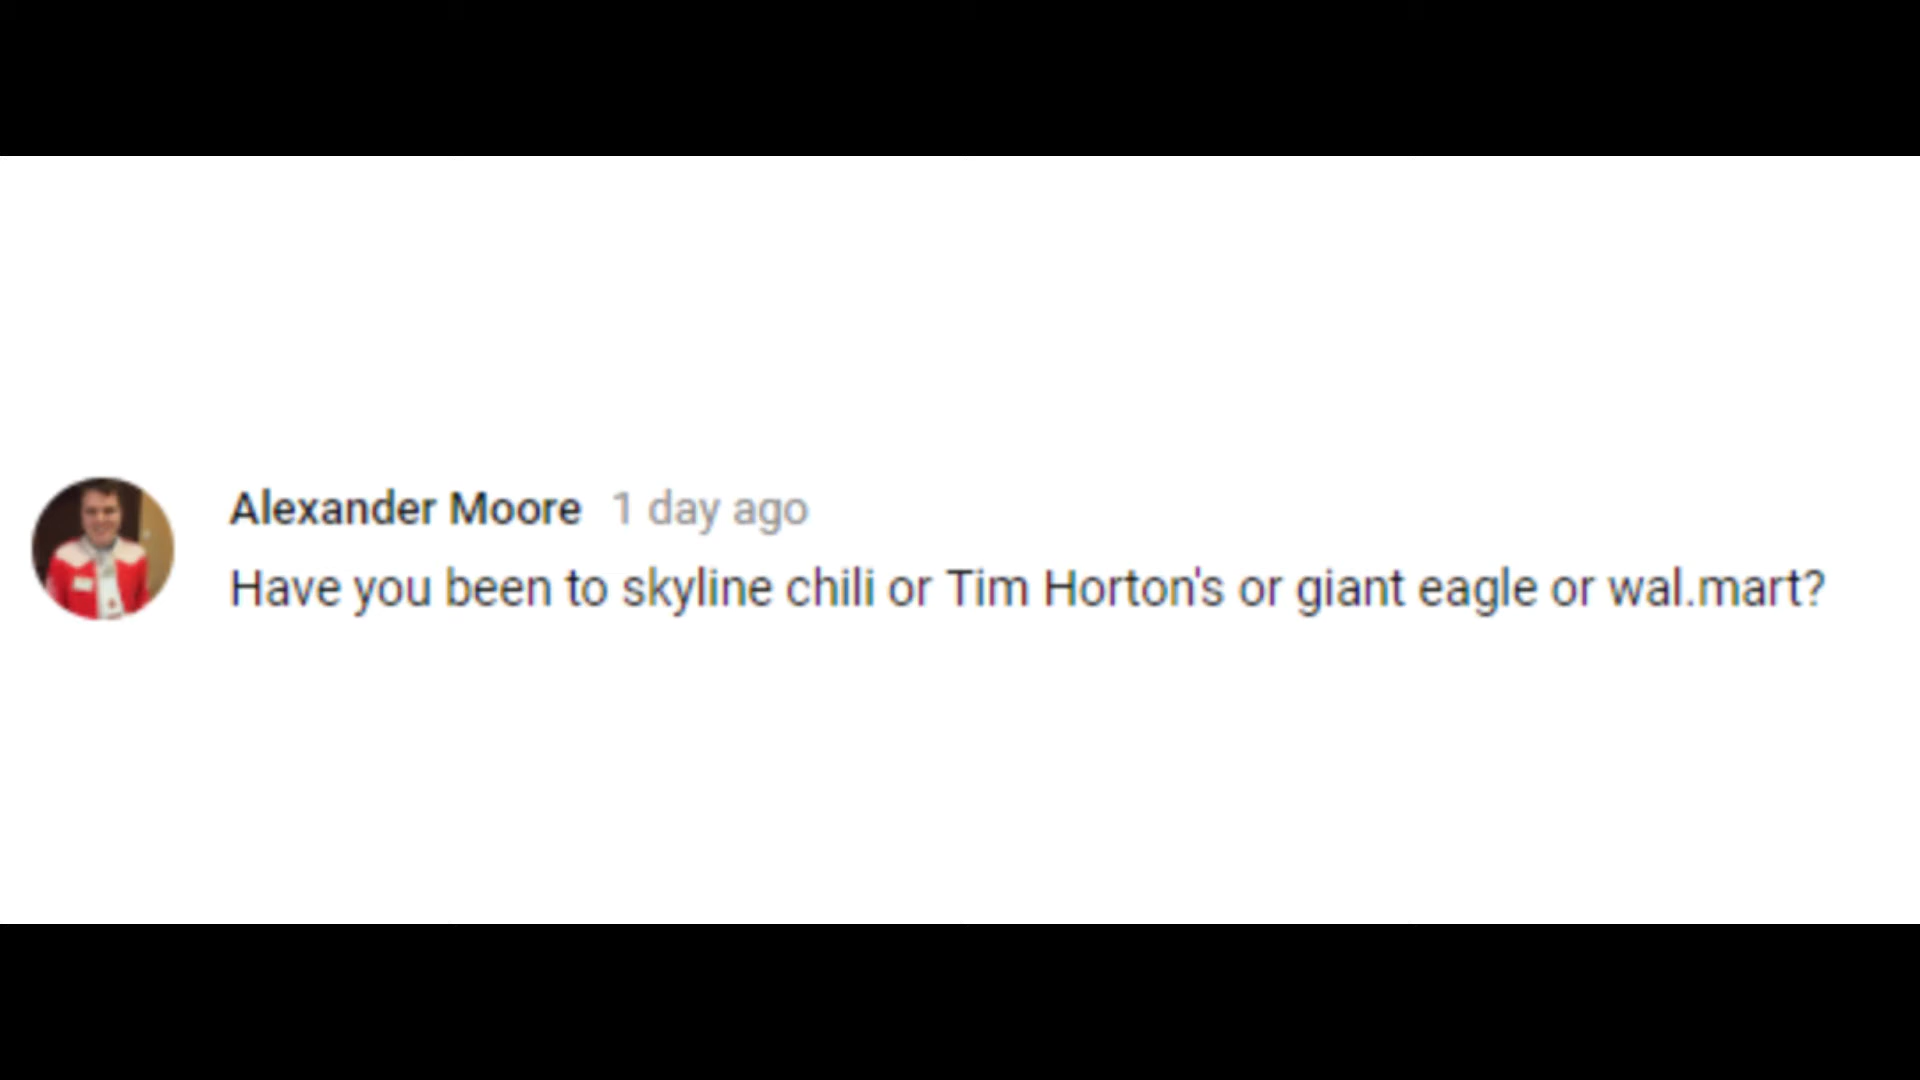 Alexander Moore 1 day ago
Have you been to skyline chili or Tim Horton's or giant eagle or wal.mart?